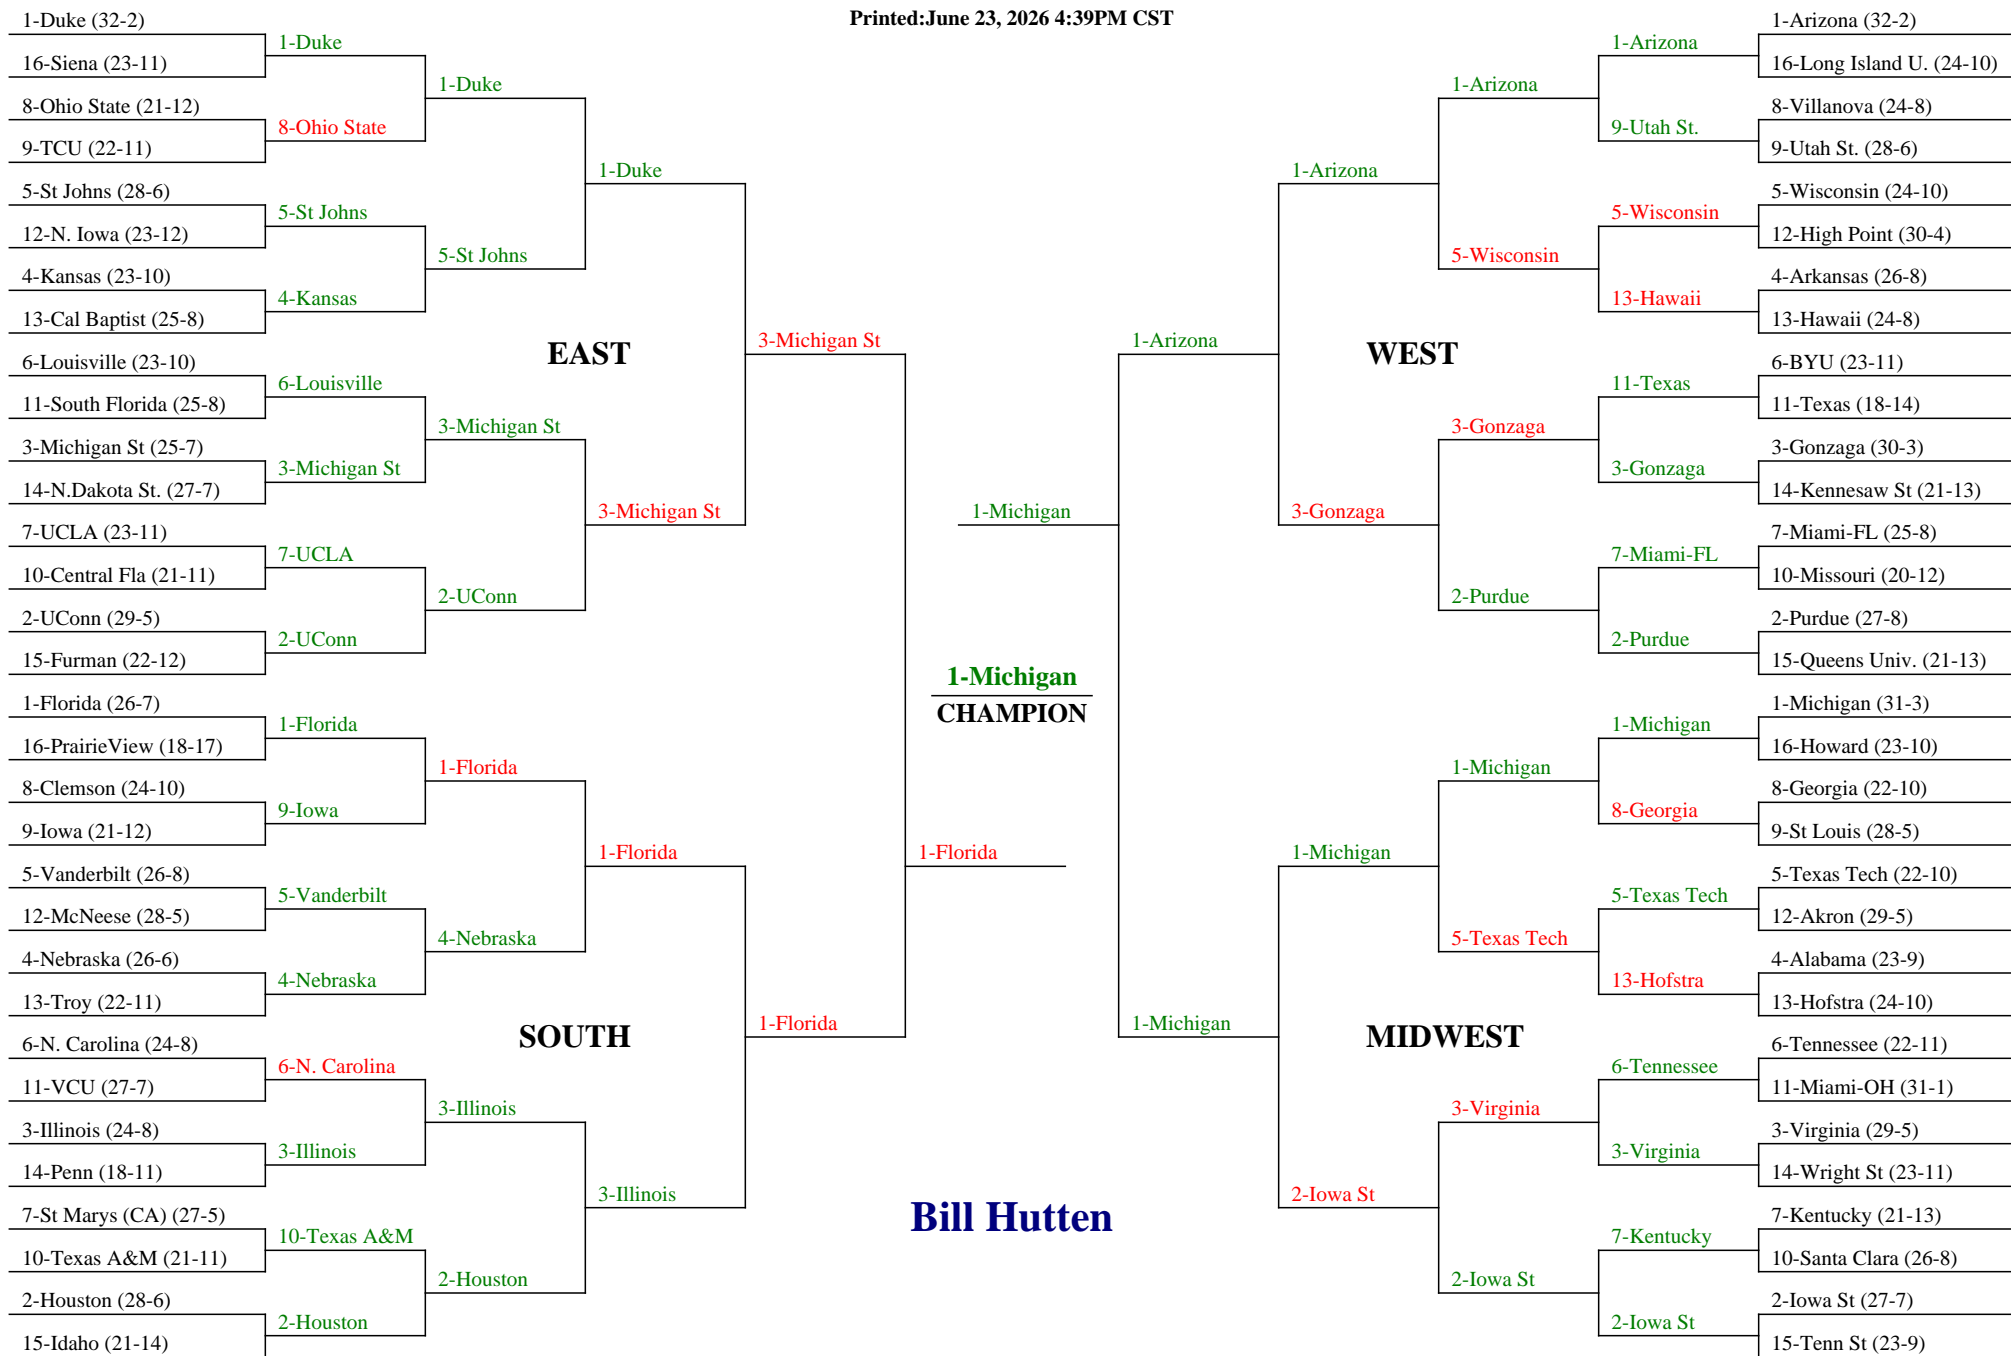 Printed:June 23, 2026 4:39PM CST
1-Duke (32-2)
16-Siena (23-11)
8-Ohio State (21-12)
9-TCU (22-11)
5-St Johns (28-6)
12-N. Iowa (23-12)
4-Kansas (23-10)
13-Cal Baptist (25-8)
6-Louisville (23-10)
11-South Florida (25-8)
3-Michigan St (25-7)
14-N.Dakota St. (27-7)
7-UCLA (23-11)
10-Central Fla (21-11)
2-UConn (29-5)
15-Furman (22-12)
1-Florida (26-7)
16-PrairieView (18-17)
8-Clemson (24-10)
9-Iowa (21-12)
5-Vanderbilt (26-8)
12-McNeese (28-5)
4-Nebraska (26-6)
13-Troy (22-11)
6-N. Carolina (24-8)
11-VCU (27-7)
3-Illinois (24-8)
14-Penn (18-11)
7-St Marys (CA) (27-5)
10-Texas A&M (21-11)
2-Houston (28-6)
15-Idaho (21-14)
1-Duke
8-Ohio State
5-St Johns
4-Kansas
6-Louisville
3-Michigan St
7-UCLA
2-UConn
1-Florida
9-Iowa
5-Vanderbilt
4-Nebraska
6-N. Carolina
3-Illinois
10-Texas A&M
2-Houston
1-Duke
5-St Johns
3-Michigan St
2-UConn
1-Florida
4-Nebraska
3-Illinois
2-Houston
1-Duke
3-Michigan St
1-Florida
3-Illinois
EAST
SOUTH
3-Michigan St
1-Florida
1-Florida
1-Michigan
1-Michigan
CHAMPION
Bill Hutten
1-Arizona
1-Michigan
WEST
MIDWEST
1-Arizona
3-Gonzaga
1-Michigan
2-Iowa St
1-Arizona
5-Wisconsin
3-Gonzaga
2-Purdue
1-Michigan
5-Texas Tech
3-Virginia
2-Iowa St
1-Arizona
9-Utah St.
5-Wisconsin
13-Hawaii
11-Texas
3-Gonzaga
7-Miami-FL
2-Purdue
1-Michigan
8-Georgia
5-Texas Tech
13-Hofstra
6-Tennessee
3-Virginia
7-Kentucky
2-Iowa St
1-Arizona (32-2)
16-Long Island U. (24-10)
8-Villanova (24-8)
9-Utah St. (28-6)
5-Wisconsin (24-10)
12-High Point (30-4)
4-Arkansas (26-8)
13-Hawaii (24-8)
6-BYU (23-11)
11-Texas (18-14)
3-Gonzaga (30-3)
14-Kennesaw St (21-13)
7-Miami-FL (25-8)
10-Missouri (20-12)
2-Purdue (27-8)
15-Queens Univ. (21-13)
1-Michigan (31-3)
16-Howard (23-10)
8-Georgia (22-10)
9-St Louis (28-5)
5-Texas Tech (22-10)
12-Akron (29-5)
4-Alabama (23-9)
13-Hofstra (24-10)
6-Tennessee (22-11)
11-Miami-OH (31-1)
3-Virginia (29-5)
14-Wright St (23-11)
7-Kentucky (21-13)
10-Santa Clara (26-8)
2-Iowa St (27-7)
15-Tenn St (23-9)